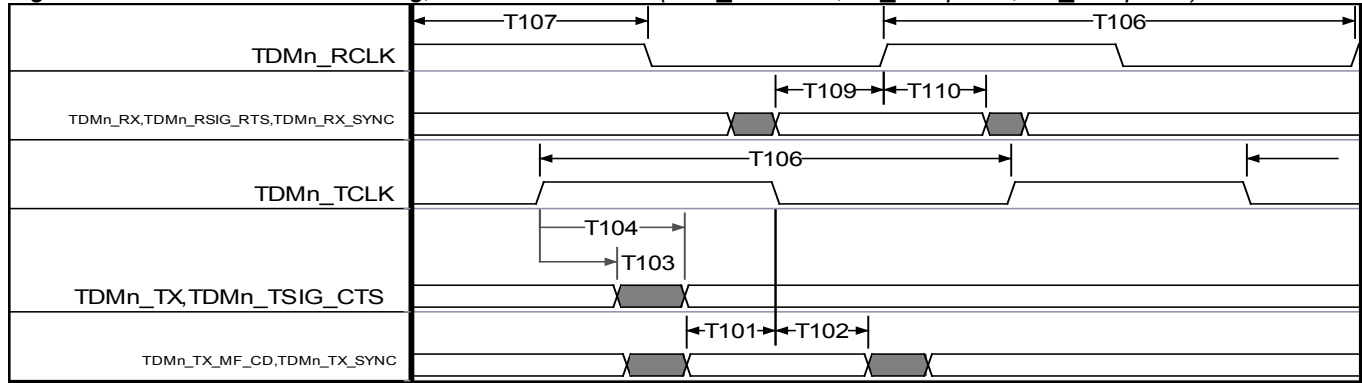 T107 T106
TDMn_RCLK
T109 T110
TDMn_RX,TDMn_RSIG_RTS,TDMn_RX_SYNC
T106
TDMn_TCLK
T104
T103
TDMn_TX,TDMn_TSIG_CTS
T101 T102
TDMn_TX_MF_CD,TDMn_TX_SYNC